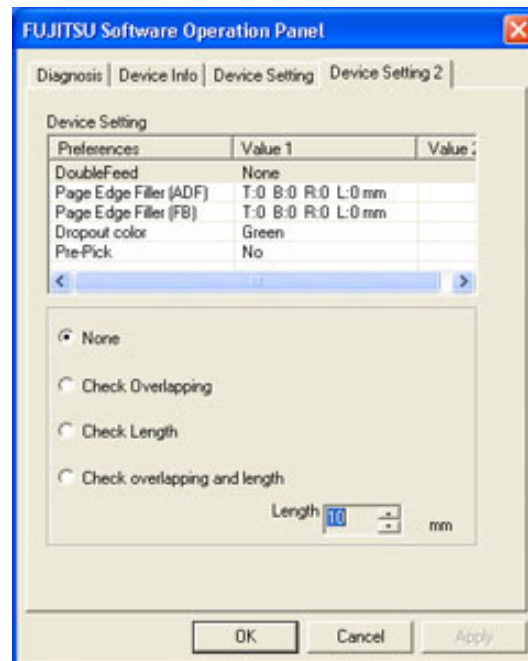 FUJITSU Software Operation Panel
Diagnosis Device Info Device Setting Device Setting 2
Device Setting
Preferences Value 1 Value
DoubleFeed None
Page Edge Filler (ADF) T:0 B:0 R:0 L:0 mm
Page Edge Filler (FB) T:0 B:0 R:0 L:0 mm
Dropout color Green
Pre-Pick No
None
Check Overlapping
Check Length
Check overlapping and length
Length 10 mm
OK Cancel Apply